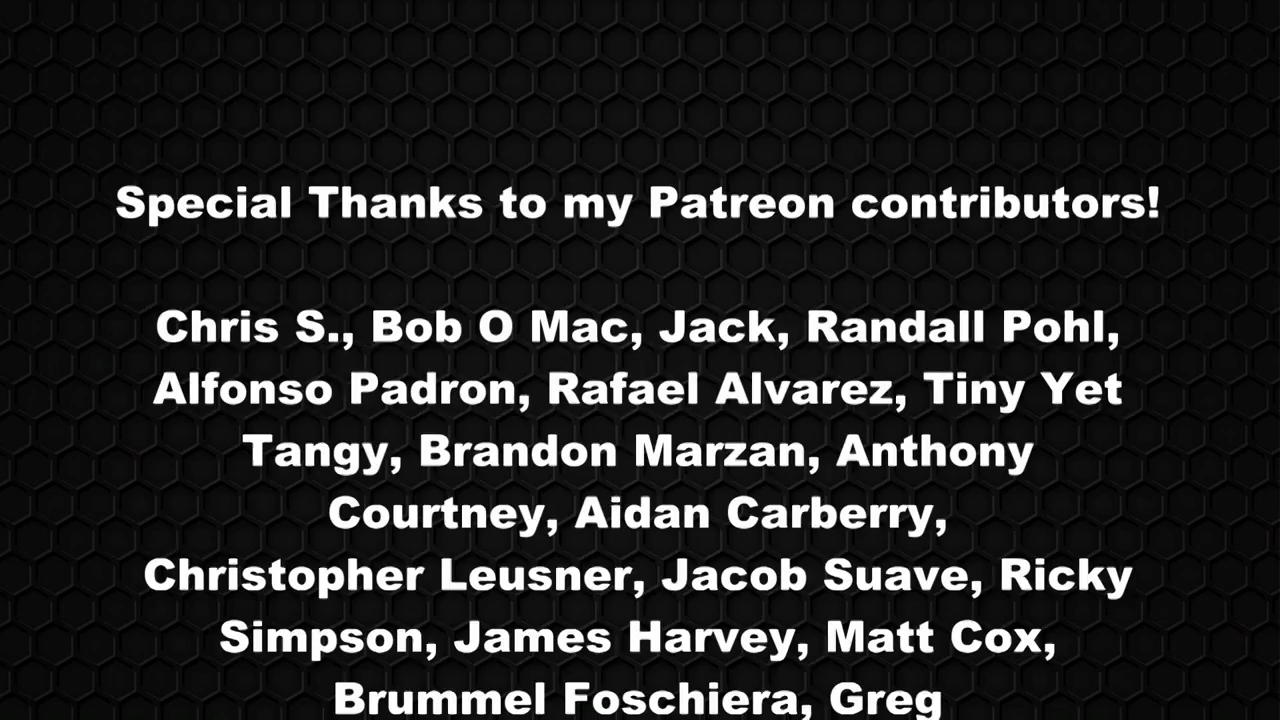 Special Thanks to my Patreon contributors!
Chris S., Bob O Mac, Jack, Randall Pohl,
Alfonso Padron, Rafael Alvarez, Tiny Yet
Tangy, Brandon Marzan, Anthony
Courtney, Aidan Carberry,
Christopher Leusner, Jacob Suave, Ricky
Simpson, James Harvey, Matt Cox,
Brummel Foschiera, Greg